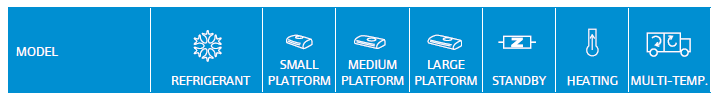 MODEL
REFRIGERANT
SMALL
PLATFORM
MEDIUM
PLATFORM
LARGE
PLATFORM
STANDBY
HEATING
MULTI-TEMP.